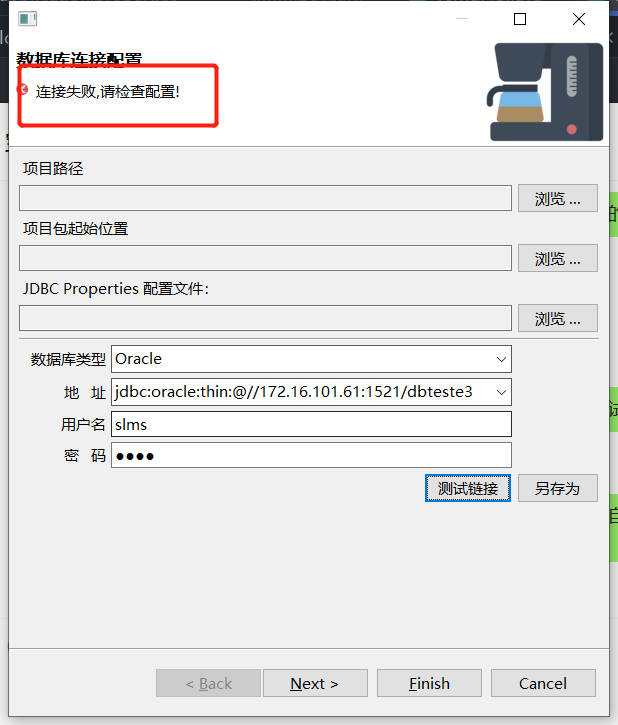 数据库连接配置
连接失败,请检查配置!
项目路径
浏览 ...
项目包起始位置
浏览 ...
JDBC Properties 配置文件:
浏览 ...
数据库类型 Oracle
地 址 jdbc:oracle:thin:@//172.16.101.61:1521/dbteste3
用户名 slms
密 码 ●●●●
测试链接 另存为
< Back Next > Finish Cancel